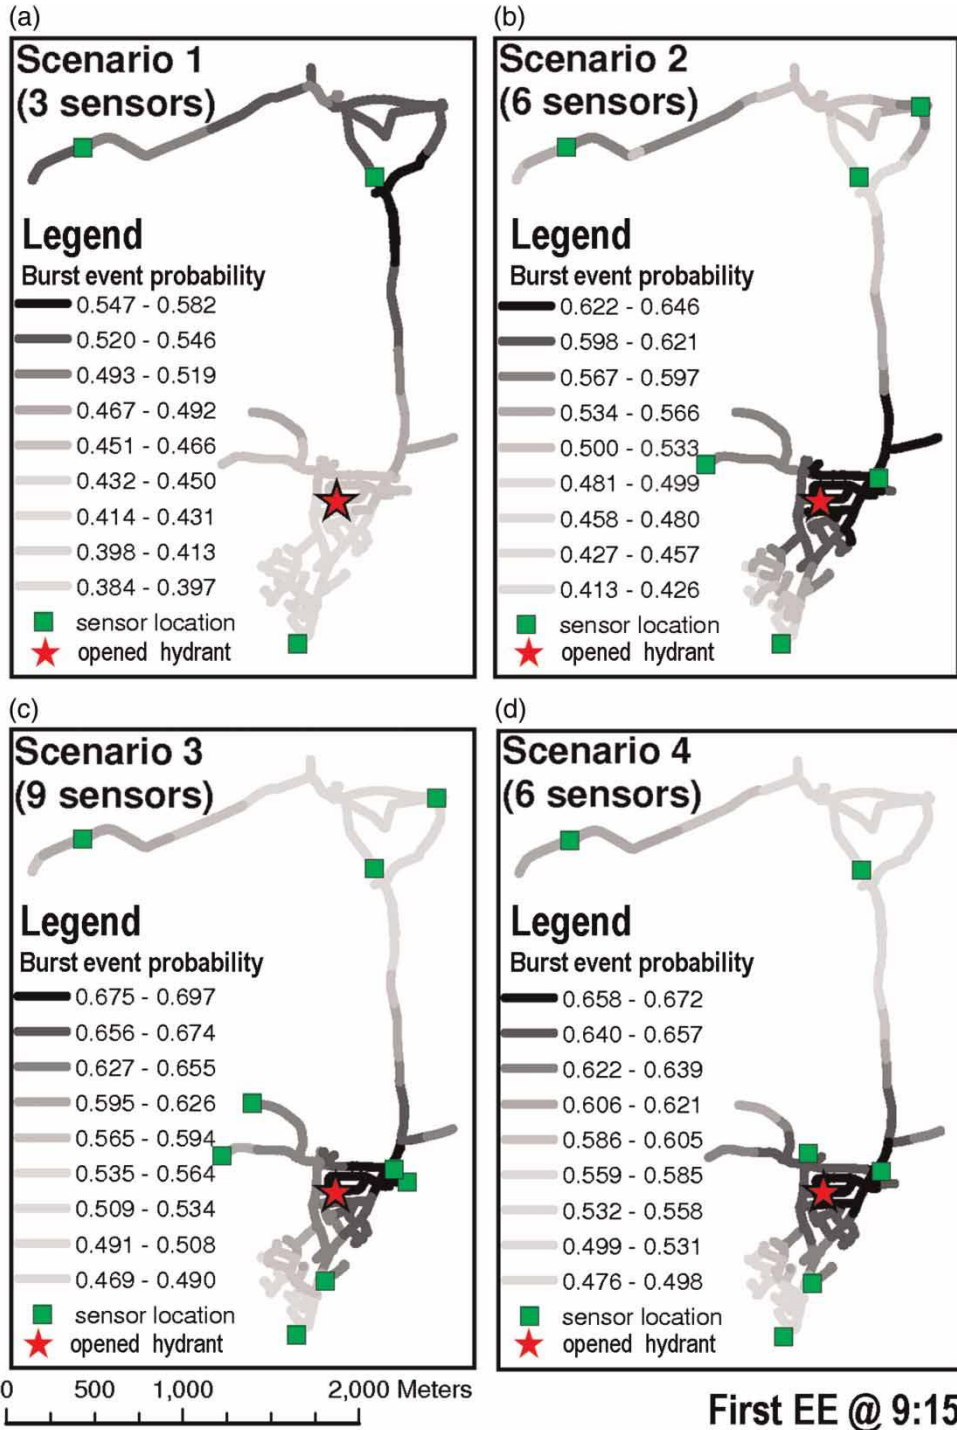 (a)
Scenario 1
(3 sensors)
Legend
Burst event probability
0.547 - 0.582
0.520 - 0.546
0.493 - 0.519
0.467 - 0.492
0.451 - 0.466
0.432 - 0.450
0.414 - 0.431
0.398 - 0.413
0.384 - 0.397
sensor location
opened hydrant
(b)
Scenario 2
(6 sensors)
Legend
Burst event probability
0.622 - 0.646
0.598 - 0.621
0.567 - 0.597
0.534 - 0.566
0.500 - 0.533
0.481 - 0.499
0.458 - 0.480
0.427 - 0.457
0.413 - 0.426
sensor location
opened hydrant
(c)
Scenario 3
(9 sensors)
Legend
Burst event probability
0.675 - 0.697
0.656 - 0.674
0.627 - 0.655
0.595 - 0.626
0.565 - 0.594
0.535 - 0.564
0.509 - 0.534
0.491 - 0.508
0.469 - 0.490
sensor location
opened hydrant
(d)
Scenario 4
(6 sensors)
Legend
Burst event probability
0.658 - 0.672
0.640 - 0.657
0.622 - 0.639
0.606 - 0.621
0.586 - 0.605
0.559 - 0.585
0.532 - 0.558
0.499 - 0.531
0.476 - 0.498
sensor location
opened hydrant
0 500 1,000 2,000 Meters
First EE @ 9:15